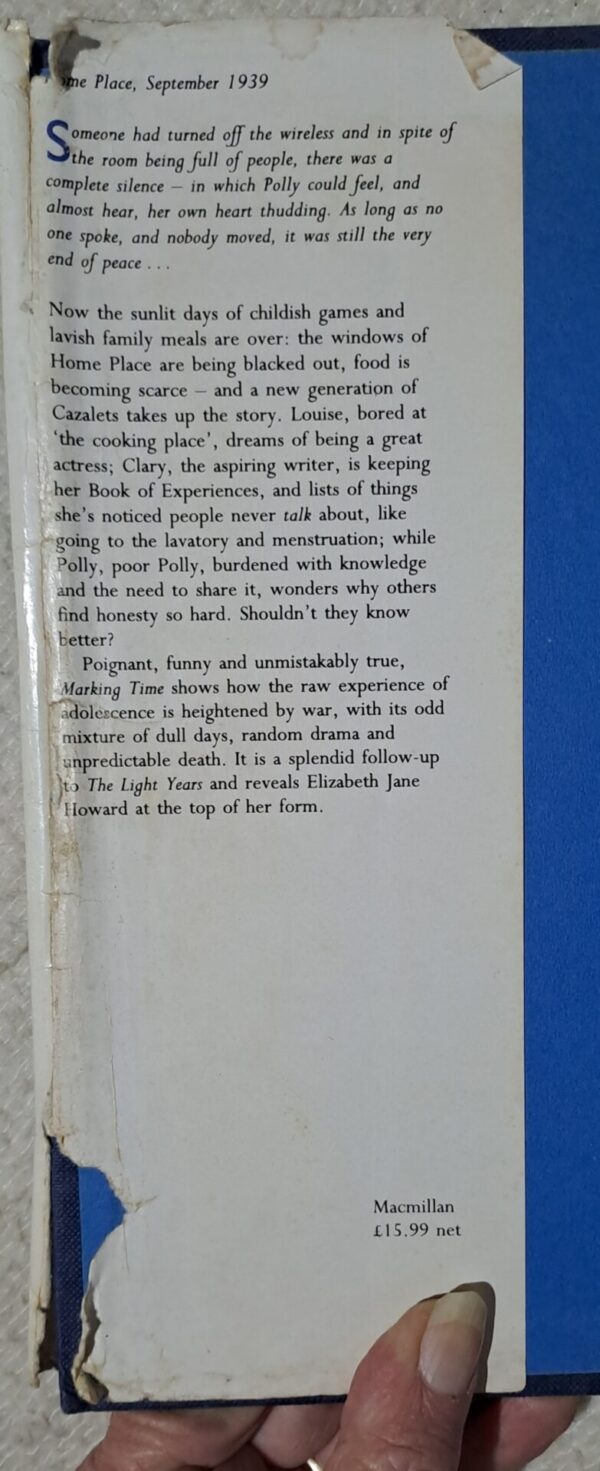 ome Place, September 1939
Someone had turned off the wireless and in spite of
the room being full of people, there was a
complete silence – in which Polly could feel, and
almost hear, her own heart thudding. As long as no
one spoke, and nobody moved, it was still the very
end of peace . . .
Now the sunlit days of childish games and
lavish family meals are over: the windows of
Home Place are being blacked out, food is
becoming scarce – and a new generation of
Cazalets takes up the story. Louise, bored at
‘the cooking place’, dreams of being a great
actress; Clary, the aspiring writer, is keeping
her Book of Experiences, and lists of things
she’s noticed people never talk about, like
going to the lavatory and menstruation; while
Polly, poor Polly, burdened with knowledge
and the need to share it, wonders why others
find honesty so hard. Shouldn’t they know
better?
Poignant, funny and unmistakably true,
Marking Time shows how the raw experience of
adolescence is heightened by war, with its odd
mixture of dull days, random drama and
unpredictable death. It is a splendid follow-up
to The Light Years and reveals Elizabeth Jane
Howard at the top of her form.
Macmillan
£15.99 net